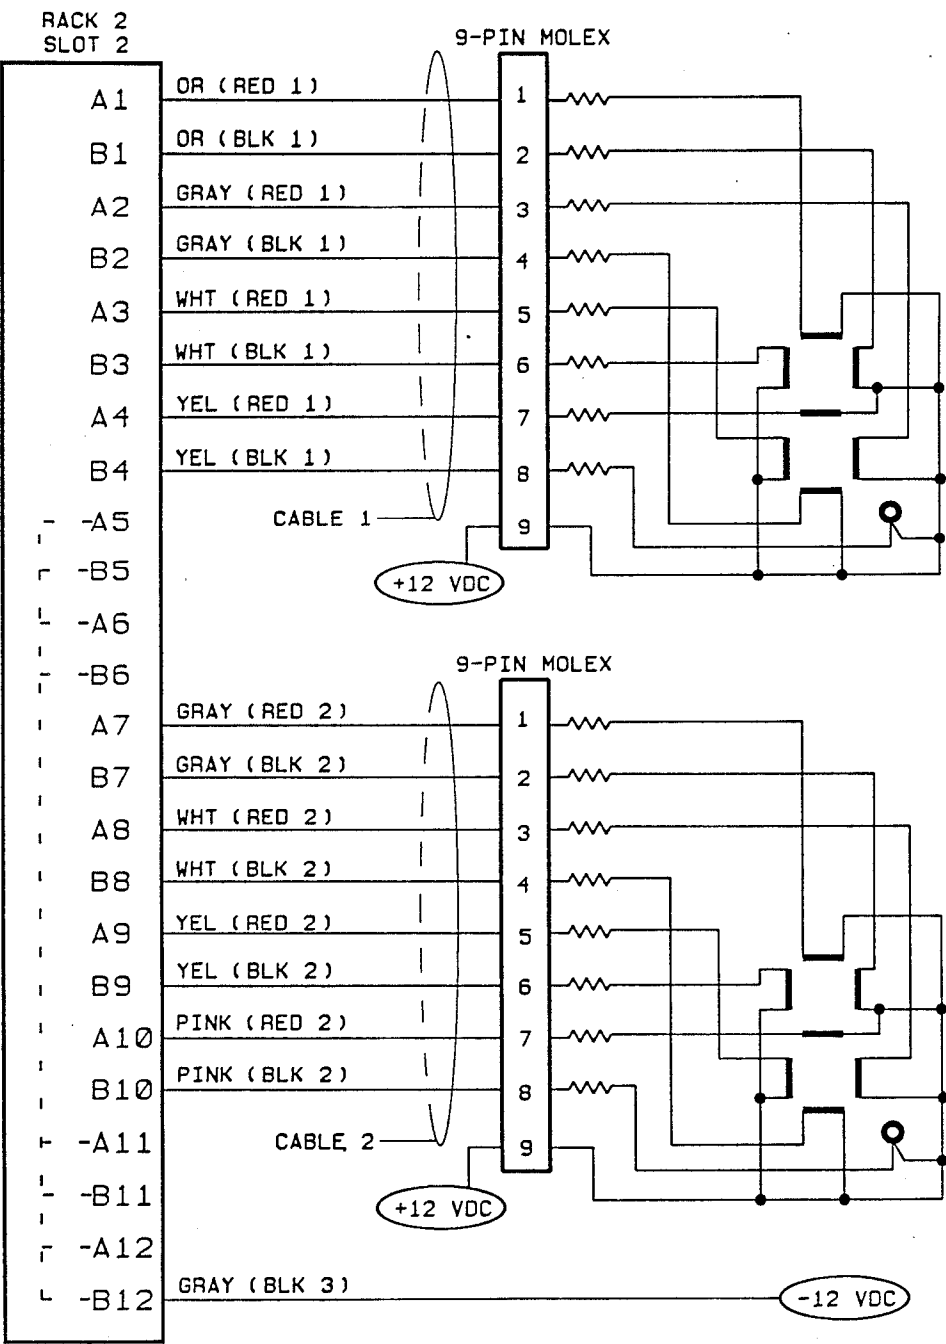 RACK 2
SLOT 2
9-PIN MOLEX
A1 OR (RED 1) 1
B1 OR (BLK 1) 2
A2 GRAY (RED 1) 3
B2 GRAY (BLK 1) 4
A3 WHT (RED 1) 5
B3 WHT (BLK 1) 6
A4 YEL (RED 1) 7
B4 YEL (BLK 1) 8
A5 CABLE 1 9
B5 +12 VDC
A6
B6 9-PIN MOLEX
A7 GRAY (RED 2) 1
B7 GRAY (BLK 2) 2
A8 WHT (RED 2) 3
B8 WHT (BLK 2) 4
A9 YEL (RED 2) 5
B9 YEL (BLK 2) 6
A10 PINK (RED 2) 7
B10 PINK (BLK 2) 8
A11 CABLE 2 9
B11 +12 VDC
A12
B12 GRAY (BLK 3) -12 VDC